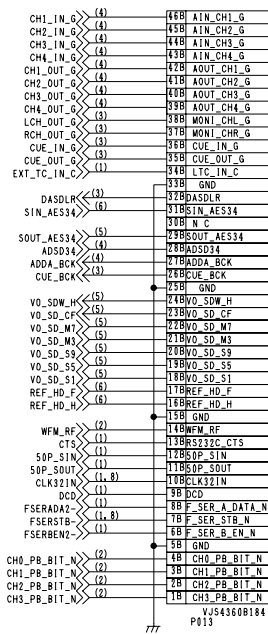 CH1_IN_G (4) 46B AIN_CH1_G
CH2_IN_G (4) 45B AIN_CH2_G
CH3_IN_G (4) 44B AIN_CH3_G
CH4_IN_G (4) 43B AIN_CH4_G
CH1_OUT_G (4) 42B AOUT_CH1_G
CH2_OUT_G (4) 41B AOUT_CH2_G
CH3_OUT_G (4) 40B AOUT_CH3_G
CH4_OUT_G (4) 39B AOUT_CH4_G
LCH_OUT_G (3) 38B MONI_CHL_G
RCH_OUT_G (3) 37B MONI_CHR_G
CUE_IN_G (3) 36B CUE_IN_G
CUE_OUT_G (3) 35B CUE_OUT_G
EXT_TC_IN_C (1) 34B LTC_IN_C
33B GND
DASDLR (3) 32B DASDLR
SIN_AES34 (6) 31B SIN_AES34
30B N C
SOUT_AES34 (5) 29B SOUT_AES34
ADSD34 (5) 28B ADSD34
ADDA_BCK (4) 27B ADDA_BCK
CUE_BCK (3) 26B CUE_BCK
25B GND
VO_SDW_H (5) 24B VO_SDW_H
VO_SD_CF (5) 23B VO_SD_CF
VO_SD_M7 (5) 22B VO_SD_M7
VO_SD_M3 (5) 21B VO_SD_M3
VO_SD_S9 (5) 20B VO_SD_S9
VO_SD_S5 (5) 19B VO_SD_S5
VO_SD_S1 (5) 18B VO_SD_S1
REF_HD_F (6) 17B REF_HD_F
REF_HD_H (6) 16B REF_HD_H
15B GND
WFM_RF (2) 14B WFM_RF
CTS (1) 13B RS232C_CTS
50P_SIN (1) 12B 50P_SIN
50P_SOUT (1) 11B 50P_SOUT
CLK32IN (1,8) 10B CLK32IN
DCD (1) 9B DCD
FSERADA2- (1) 8B F_SER_A_DATA_N
FSERSTB- (1,8) 7B F_SER_STB_N
FSERBEN2- (1) 6B F_SER_B_EN_N
5B GND
CH0_PB_BIT_N (2) 4B CH0_PB_BIT_N
CH1_PB_BIT_N (2) 3B CH1_PB_BIT_N
CH2_PB_BIT_N (2) 2B CH2_PB_BIT_N
CH3_PB_BIT_N (2) 1B CH3_PB_BIT_N
VJS4360B184
P013